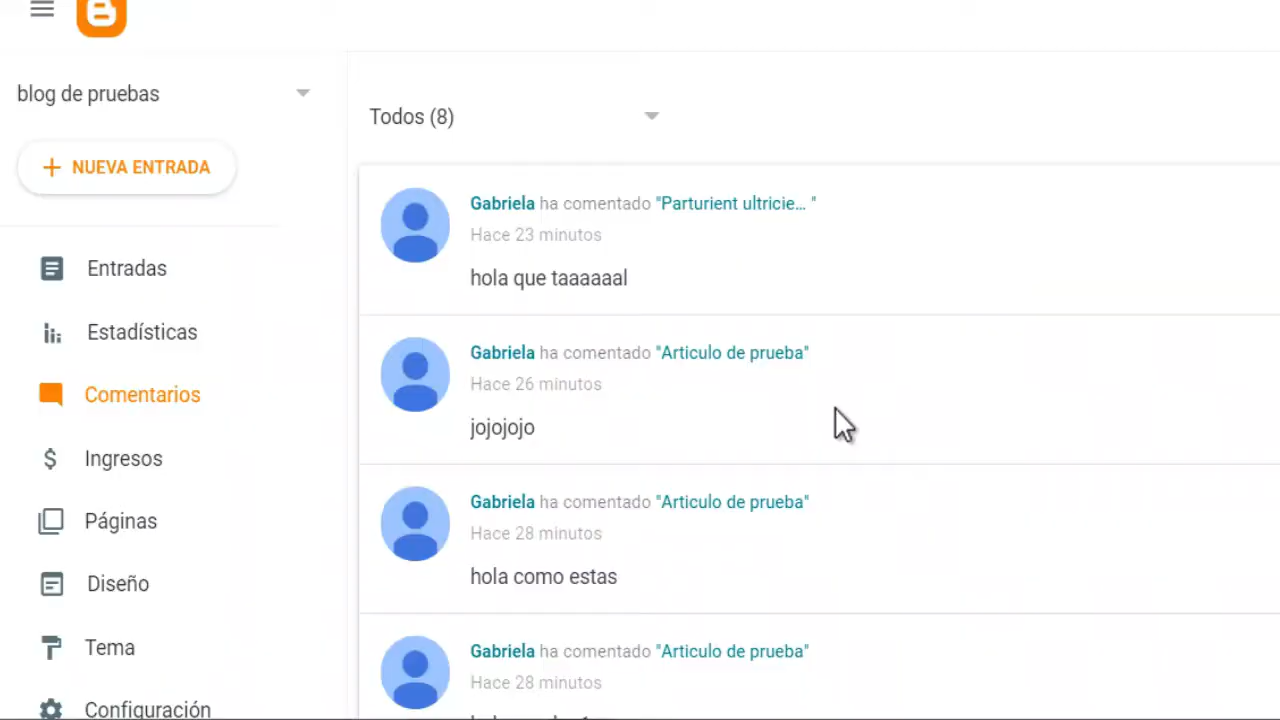 blog de pruebas
NUEVA ENTRADA
Entradas
Estadísticas
Comentarios
Ingresos
Páginas
Diseño
Tema
Configuración
Todos (8)
Gabriela ha comentado "Parturient ultricie... "
Hace 23 minutos
hola que taaaaaal
Gabriela ha comentado "Articulo de prueba"
Hace 26 minutos
jojojojo
Gabriela ha comentado "Articulo de prueba"
Hace 28 minutos
hola como estas
Gabriela ha comentado "Articulo de prueba"
Hace 28 minutos